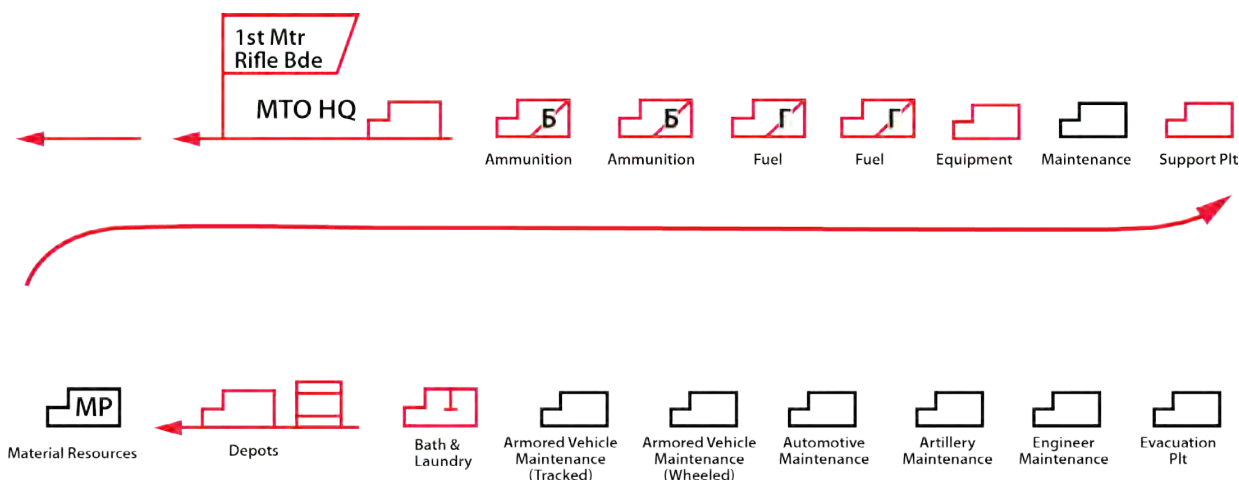 1st Mtr
Rifle Bde
MTO HQ
Б
Б
Г
Г
Ammunition
Ammunition
Fuel
Fuel
Equipment
Maintenance
Support Plt
MP
Material Resources
Depots
Bath &
Laundry
Armored Vehicle
Maintenance
(Tracked)
Armored Vehicle
Maintenance
(Wheeled)
Automotive
Maintenance
Artillery
Maintenance
Engineer
Maintenance
Evacuation
Plt